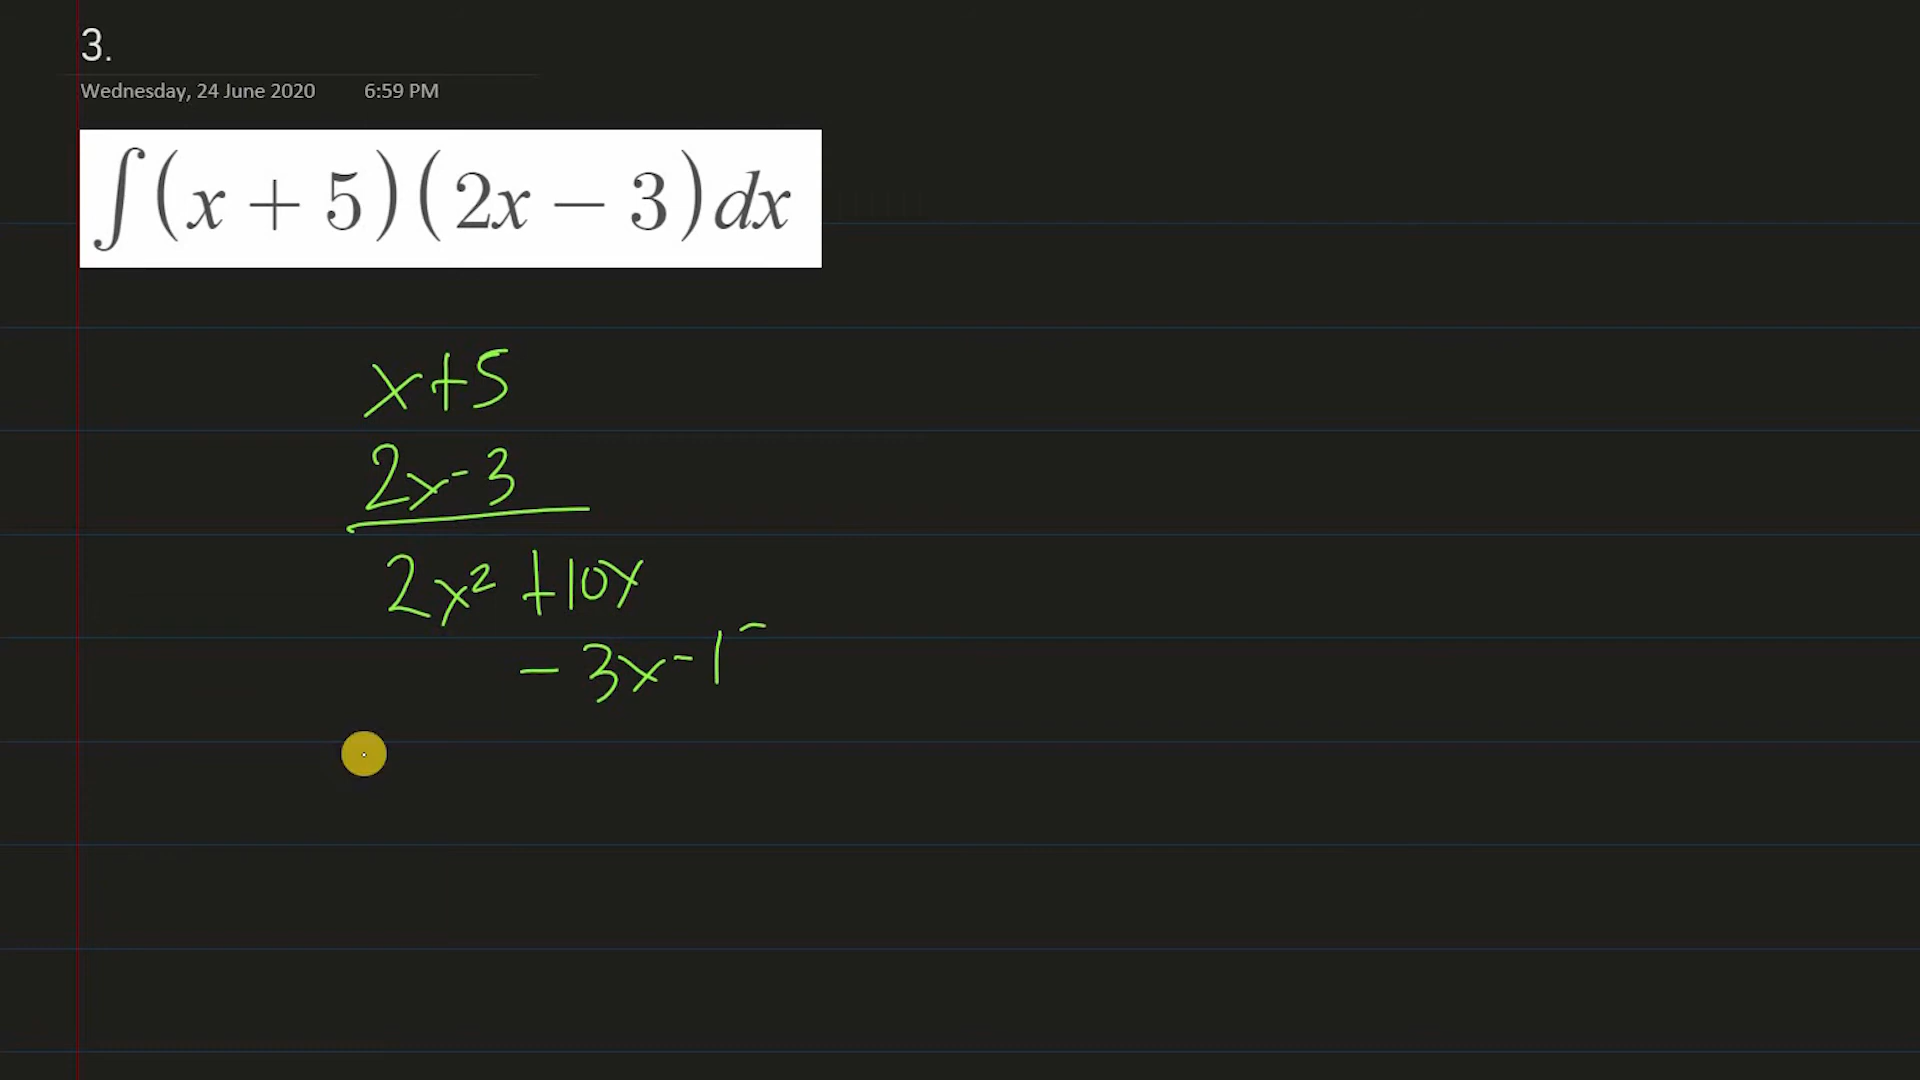 3.
Wednesday, 24 June 2020 6:59 PM
∫(x + 5)(2x − 3)dx
x+5
2x-3
2x² +10x
- 3x-1